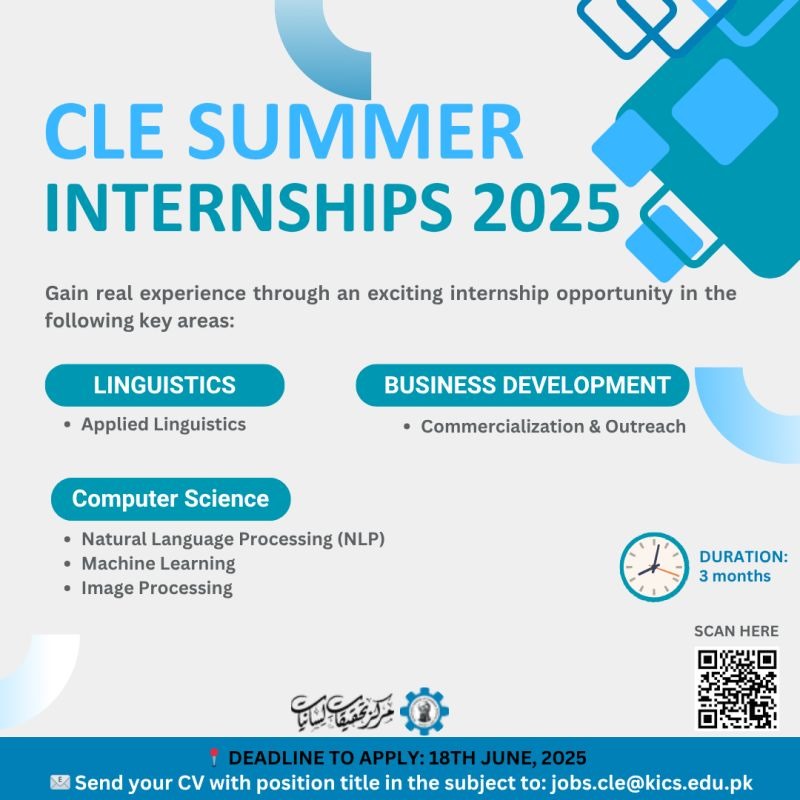 CLE SUMMER
INTERNSHIPS 2025
Gain real experience through an exciting internship opportunity in the
following key areas:
LINGUISTICS
• Applied Linguistics
BUSINESS DEVELOPMENT
• Commercialization & Outreach
Computer Science
• Natural Language Processing (NLP)
• Machine Learning
• Image Processing
DURATION:
3 months
SCAN HERE
مرکز تحقیقات لسانیات
DEADLINE TO APPLY: 18TH JUNE, 2025
Send your CV with position title in the subject to: jobs.cle@kics.edu.pk